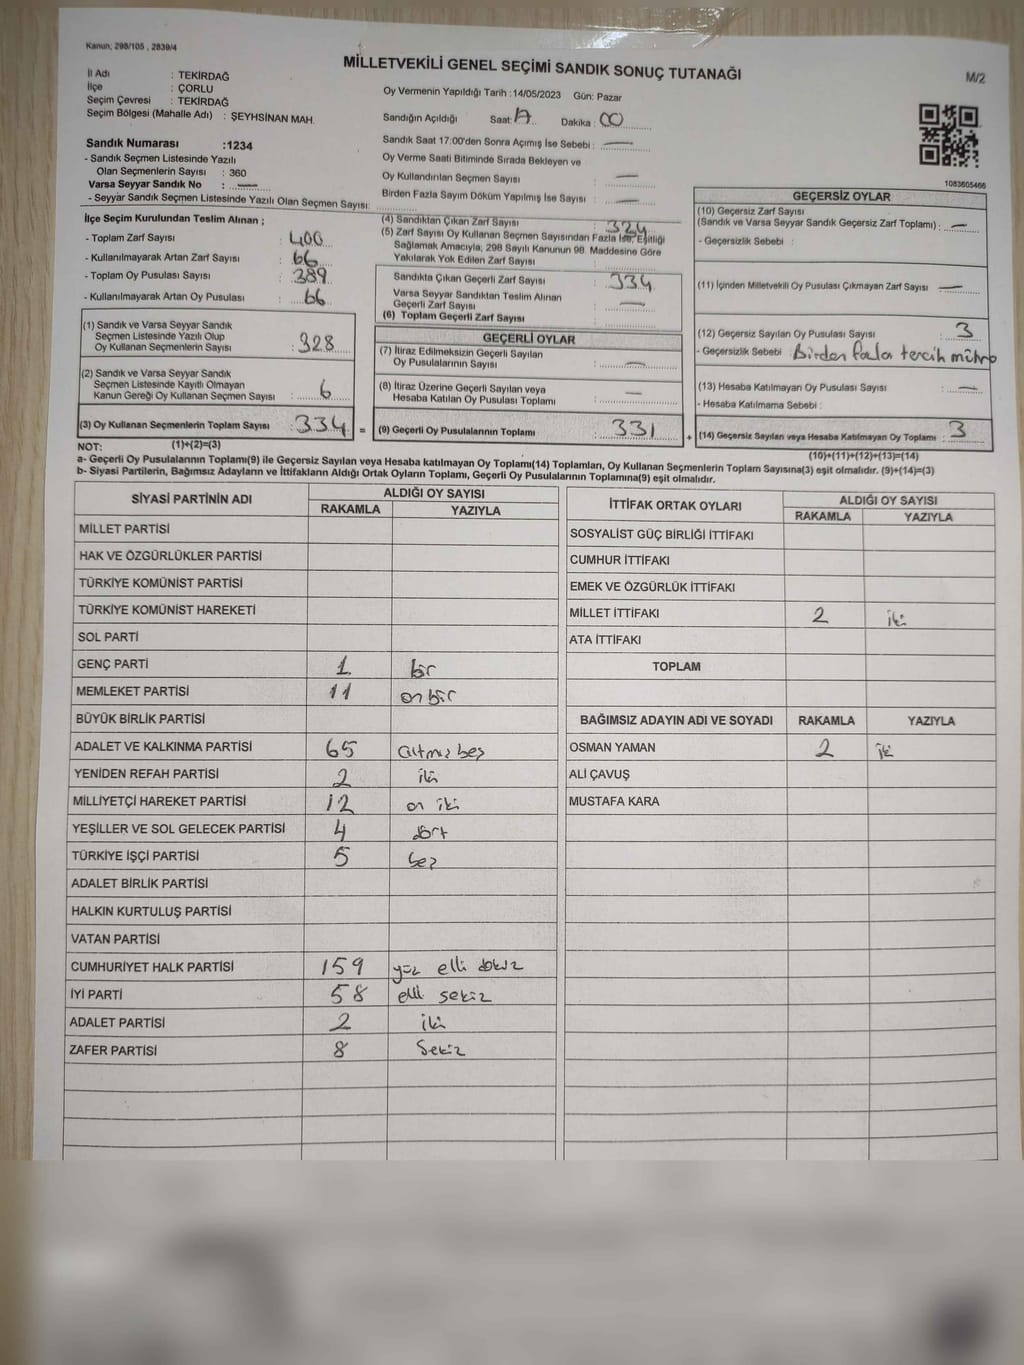 Kanun; 298/105 , 2839/4
MİLLETVEKİLİ GENEL SEÇİMİ SANDIK SONUÇ TUTANAĞI
M/2
İl Adı : TEKİRDAĞ
İlçe : ÇORLU
Seçim Çevresi : TEKİRDAĞ
Seçim Bölgesi (Mahalle Adı) : ŞEYHSİNAN MAH.
Oy Vermenin Yapıldığı Tarih :14/05/2023 Gün: Pazar
Sandığın Açıldığı Saat: Dakika : 00
Sandık Saat 17:00'den Sonra Açımış İse Sebebi : —
Oy Verme Saati Bitiminde Sırada Bekleyen ve
Oy Kullandırılan Seçmen Sayısı : —
Birden Fazla Sayım Döküm Yapılmış İse Sayısı : —
1083605466
Sandık Numarası :1234
- Sandık Seçmen Listesinde Yazılı
Olan Seçmenlerin Sayısı : 360
Varsa Seyyar Sandık No : —
- Seyyar Sandık Seçmen Listesinde Yazılı Olan Seçmen Sayısı:
İlçe Seçim Kurulundan Teslim Alınan ;
- Toplam Zarf Sayısı : 400
- Kullanılmayarak Artan Zarf Sayısı : 66
- Toplam Oy Pusulası Sayısı : 389
- Kullanılmayarak Artan Oy Pusulası : 66
(1) Sandık ve Varsa Seyyar Sandık
Seçmen Listesinde Yazılı Olup
Oy Kullanan Seçmenlerin Sayısı : 328
(2) Sandık ve Varsa Seyyar Sandık
Seçmen Listesinde Kayıtlı Olmayan
Kanun Gereği Oy Kullanan Seçmen Sayısı : 6
(3) Oy Kullanan Seçmenlerin Toplam Sayısı : 334 =
(4) Sandıktan Çıkan Zarf Sayısı : 324
(5) Zarf Sayısı Oy Kullanan Seçmen Sayısından Fazla İse, Eşitliği
Sağlamak Amacıyla, 298 Sayılı Kanunun 98. Maddesine Göre
Yakılarak Yok Edilen Zarf Sayısı :
Sandıkta Çıkan Geçerli Zarf Sayısı : 334
Varsa Seyyar Sandıktan Teslim Alınan
Geçerli Zarf Sayısı : —
(6) Toplam Geçerli Zarf Sayısı :
GEÇERLİ OYLAR
(7) İtiraz Edilmeksizin Geçerli Sayılan
Oy Pusulalarının Sayısı : —
(8) İtiraz Üzerine Geçerli Sayılan veya
Hesaba Katılan Oy Pusulası Toplamı : —
(9) Geçerli Oy Pusulalarının Toplamı : 331 +
GEÇERSİZ OYLAR
(10) Geçersiz Zarf Sayısı
(Sandık ve Varsa Seyyar Sandık Geçersiz Zarf Toplamı) : —
- Geçersizlik Sebebi :
(11) İçinden Milletvekili Oy Pusulası Çıkmayan Zarf Sayısı : —
(12) Geçersiz Sayılan Oy Pusulası Sayısı : 3
- Geçersizlik Sebebi : Birden fazla tercih
(13) Hesaba Katılmayan Oy Pusulası Sayısı : —
- Hesaba Katılmama Sebebi :
(14) Geçersiz Sayılan veya Hesaba Katılmayan Oy Toplamı : 3
NOT: (1)+(2)=(3)
(10)+(11)+(12)+(13)=(14)
a- Geçerli Oy Pusulalarının Toplamı(9) ile Geçersiz Sayılan veya Hesaba katılmayan Oy Toplamı(14) Toplamları, Oy Kullanan Seçmenlerin Toplam Sayısına(3) eşit olmalıdır. (9)+(14)=(3)
b- Siyasi Partilerin, Bağımsız Adayların ve İttifakların Aldığı Ortak Oyların Toplamı, Geçerli Oy Pusulalarının Toplamına(9) eşit olmalıdır.
SİYASİ PARTİNİN ADI ALDIĞI OY SAYISI
RAKAMLA YAZIYLA
MİLLET PARTİSİ
HAK VE ÖZGÜRLÜKLER PARTİSİ
TÜRKİYE KOMÜNİST PARTİSİ
TÜRKİYE KOMÜNİST HAREKETİ
SOL PARTİ
GENÇ PARTİ 1 bir
MEMLEKET PARTİSİ 11 on bir
BÜYÜK BİRLİK PARTİSİ
ADALET VE KALKINMA PARTİSİ 65 altmış beş
YENİDEN REFAH PARTİSİ 2 iki
MİLLİYETÇİ HAREKET PARTİSİ 12 on iki
YEŞİLLER VE SOL GELECEK PARTİSİ 4 dört
TÜRKİYE İŞÇİ PARTİSİ 5 beş
ADALET BİRLİK PARTİSİ
HALKIN KURTULUŞ PARTİSİ
VATAN PARTİSİ
CUMHURİYET HALK PARTİSİ 159 yüz elli dokuz
İYİ PARTİ 58 elli sekiz
ADALET PARTİSİ 2 iki
ZAFER PARTİSİ 8 sekiz
İTTİFAK ORTAK OYLARI ALDIĞI OY SAYISI
RAKAMLA YAZIYLA
SOSYALİST GÜÇ BİRLİĞİ İTTİFAKI
CUMHUR İTTİFAKI
EMEK VE ÖZGÜRLÜK İTTİFAKI
MİLLET İTTİFAKI 2 iki
ATA İTTİFAKI
TOPLAM
BAĞIMSIZ ADAYIN ADI VE SOYADI RAKAMLA YAZIYLA
OSMAN YAMAN 2 iki
ALİ ÇAVUŞ
MUSTAFA KARA